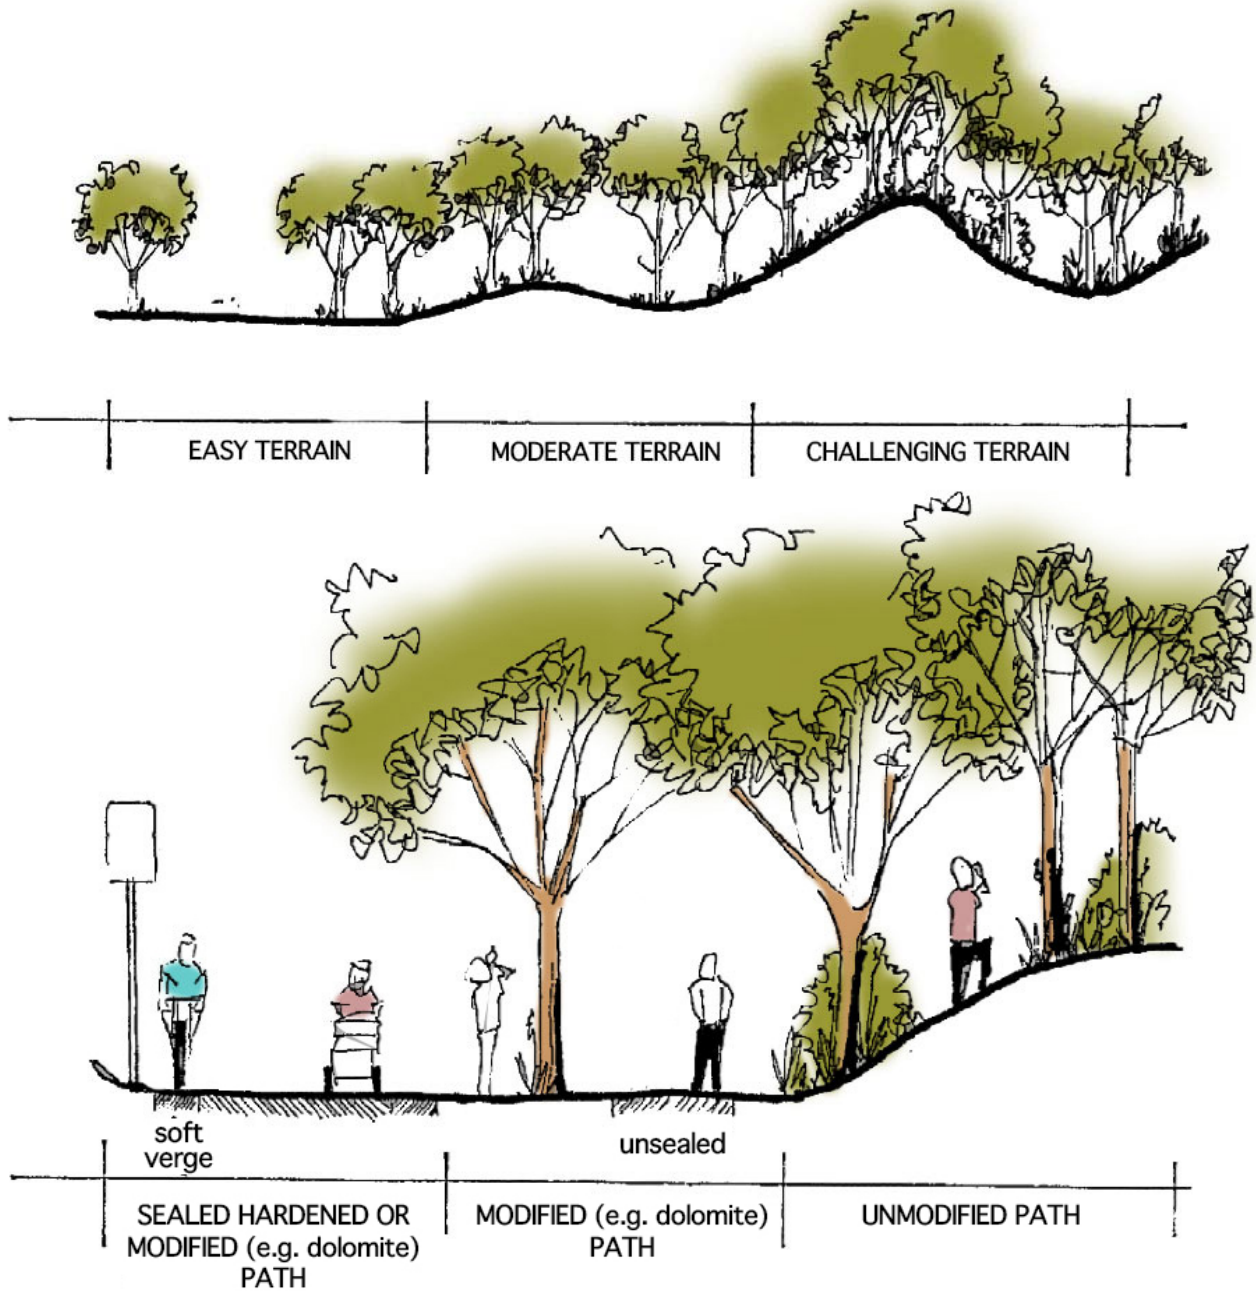 EASY TERRAIN
MODERATE TERRAIN
CHALLENGING TERRAIN
soft
verge
unsealed
SEALED HARDENED OR
MODIFIED (e.g. dolomite)
PATH
MODIFIED (e.g. dolomite)
PATH
UNMODIFIED PATH